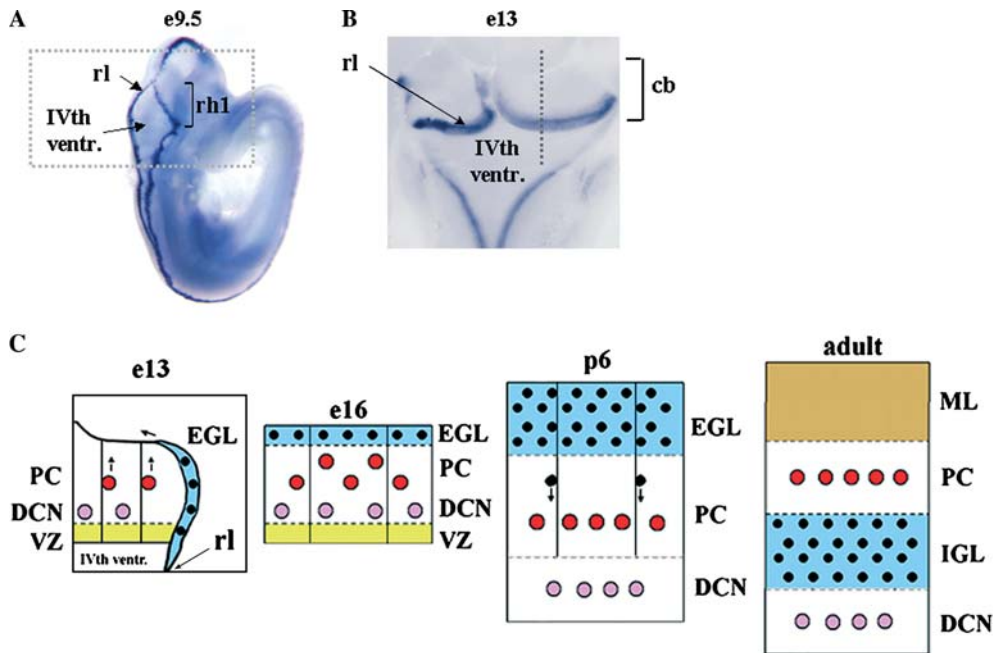 A
e9.5
rl
rh1
IVth
ventr.
B
e13
rl
cb
IVth
ventr.
C
e13
EGL
PC
DCN
VZ
IVth ventr.
rl
e16
EGL
PC
DCN
VZ
p6
EGL
PC
DCN
adult
ML
PC
IGL
DCN